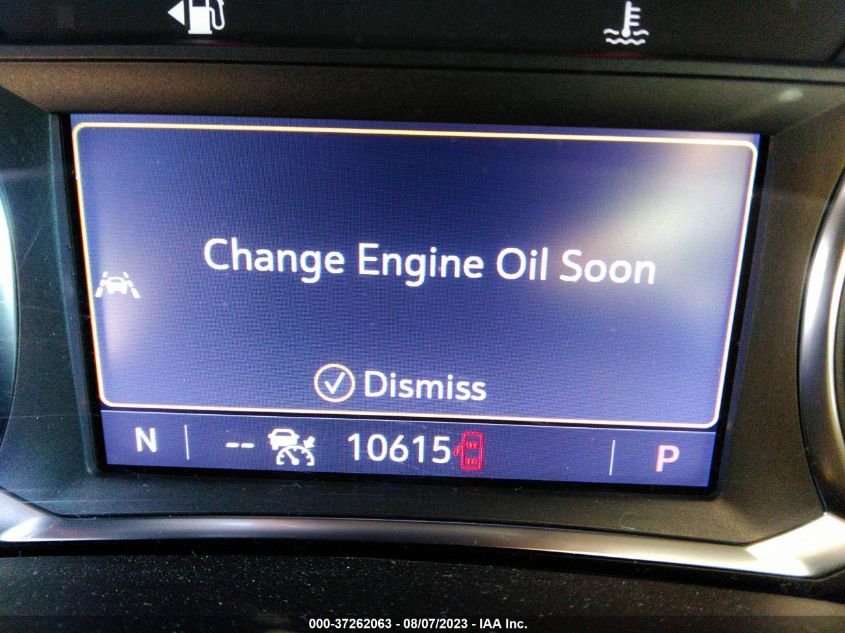 Change Engine Oil Soon
Dismiss
N -- 10615 P
000-37262063 - 08/07/2023 - IAA Inc.